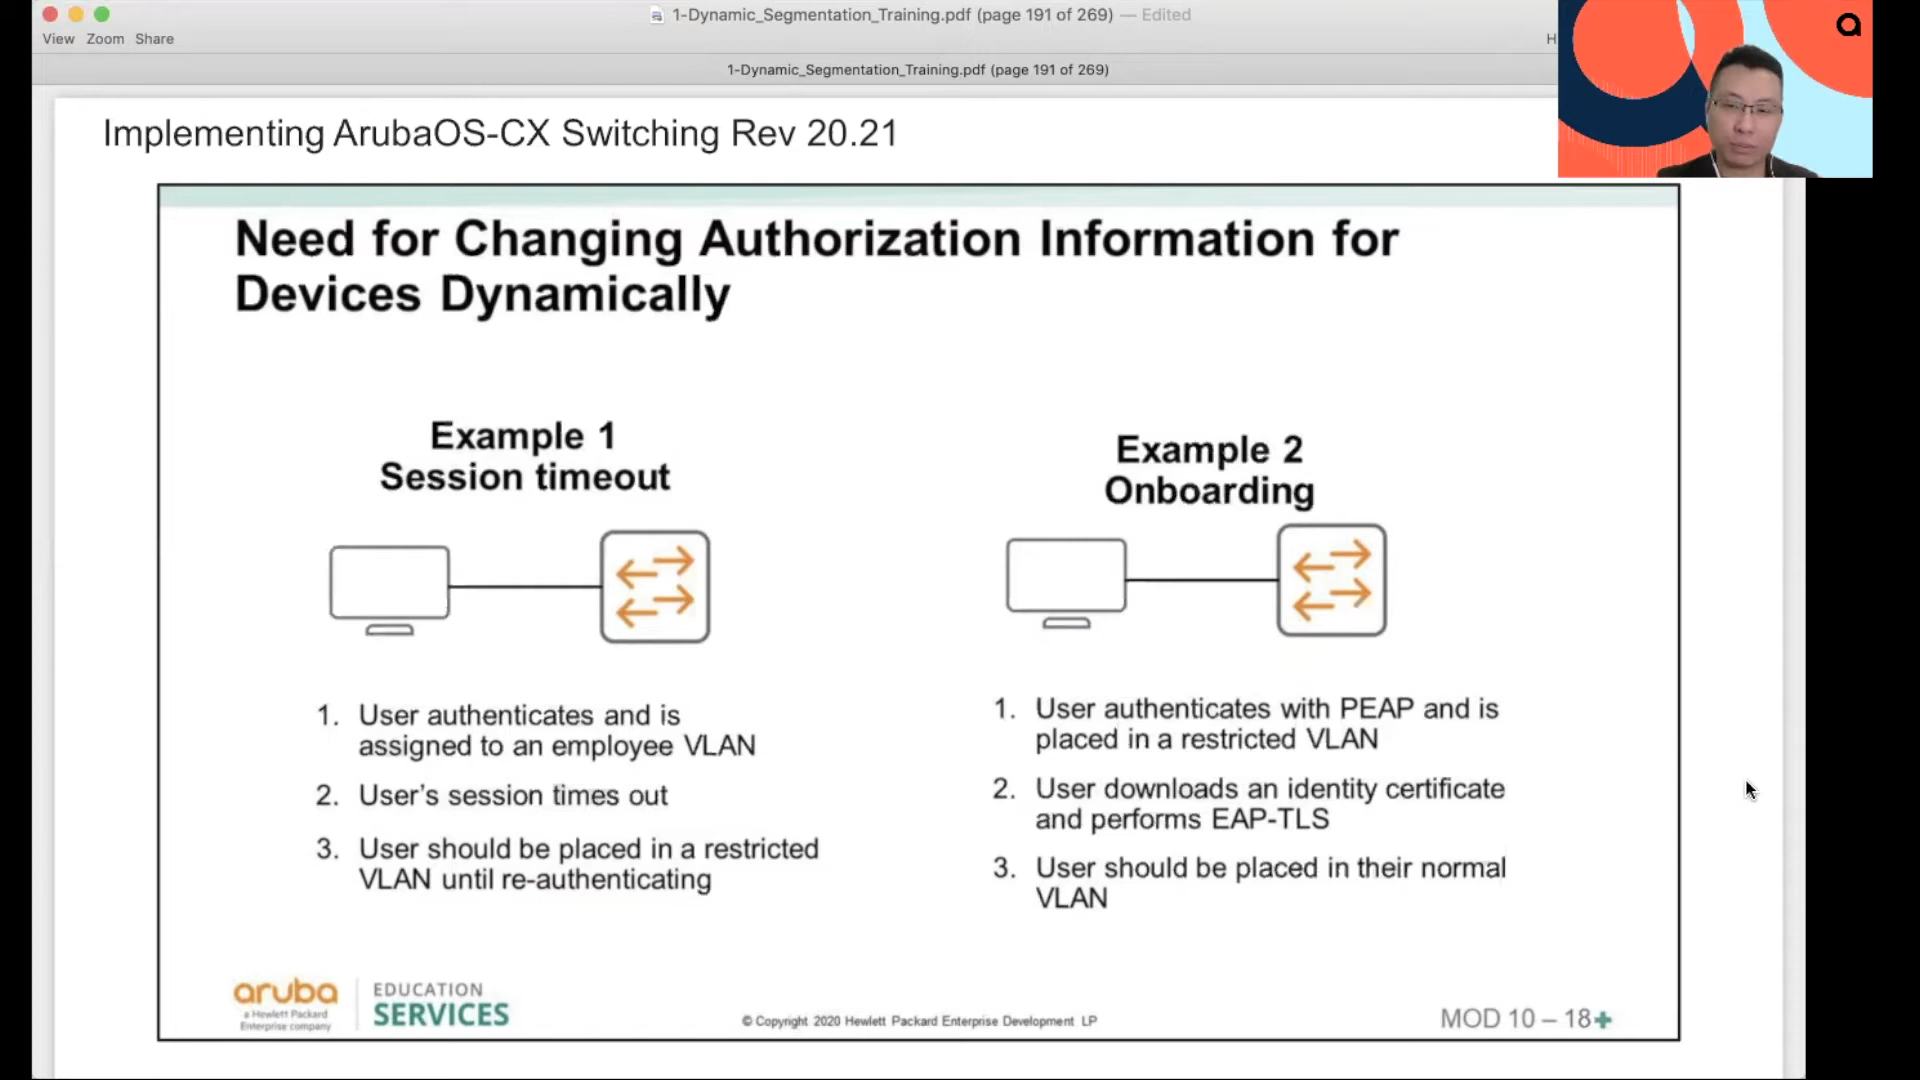 1-Dynamic_Segmentation_Training.pdf (page 191 of 269) — Edited
View Zoom Share
H
1-Dynamic_Segmentation_Training.pdf (page 191 of 269)
Implementing ArubaOS-CX Switching Rev 20.21
Need for Changing Authorization Information for
Devices Dynamically
Example 1
Session timeout
1. User authenticates and is
assigned to an employee VLAN
2. User's session times out
3. User should be placed in a restricted
VLAN until re-authenticating
Example 2
Onboarding
1. User authenticates with PEAP and is
placed in a restricted VLAN
2. User downloads an identity certificate
and performs EAP-TLS
3. User should be placed in their normal
VLAN
aruba
a Hewlett Packard
Enterprise company
EDUCATION
SERVICES
© Copyright 2020 Hewlett Packard Enterprise Development LP
MOD 10 – 18+